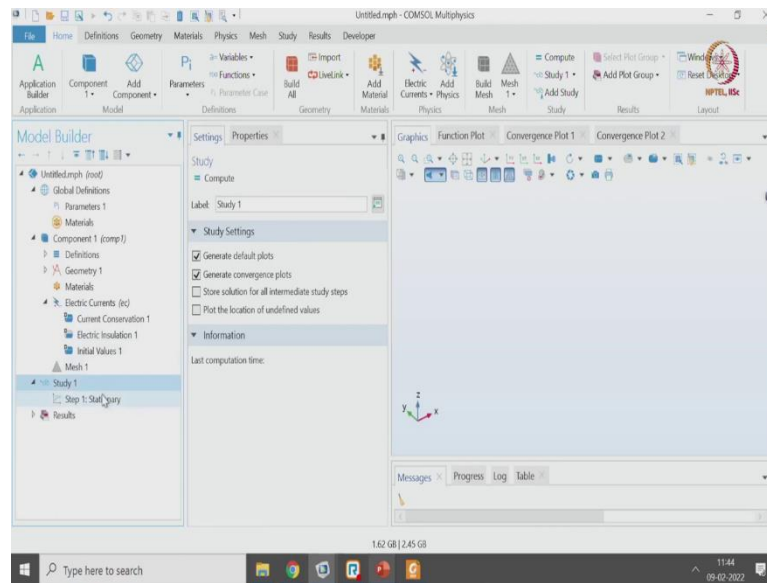 Untitled.mph - COMSOL Multiphysics
File Home Definitions Geometry Materials Physics Mesh Study Results Developer
Application Builder
Component 1
Add Component
Pi
Parameters
a= Variables
f(x) Functions
Pi Parameter Case
Build All
Import
LiveLink
Add Material
Electric Currents
Add Physics
Build Mesh
Mesh 1
= Compute
Study 1
Add Study
Select Plot Group
Add Plot Group
Windows
Reset Desktop
NPTEL, IISc
Application Model Definitions Geometry Materials Physics Mesh Study Results Layout
Model Builder
Untitled.mph (root)
Global Definitions
Pi Parameters 1
Materials
Component 1 (comp1)
Definitions
Geometry 1
Materials
Electric Currents (ec)
Current Conservation 1
Electric Insulation 1
Initial Values 1
Mesh 1
Study 1
Step 1: Stationary
Results
Settings Properties
Study
= Compute
Label: Study 1
Study Settings
Generate default plots
Generate convergence plots
Store solution for all intermediate study steps
Plot the location of undefined values
Information
Last computation time:
Graphics Function Plot Convergence Plot 1 Convergence Plot 2
z
y
x
Messages Progress Log Table
1.62 GB | 2.45 GB
Type here to search
11:44
09-02-2022